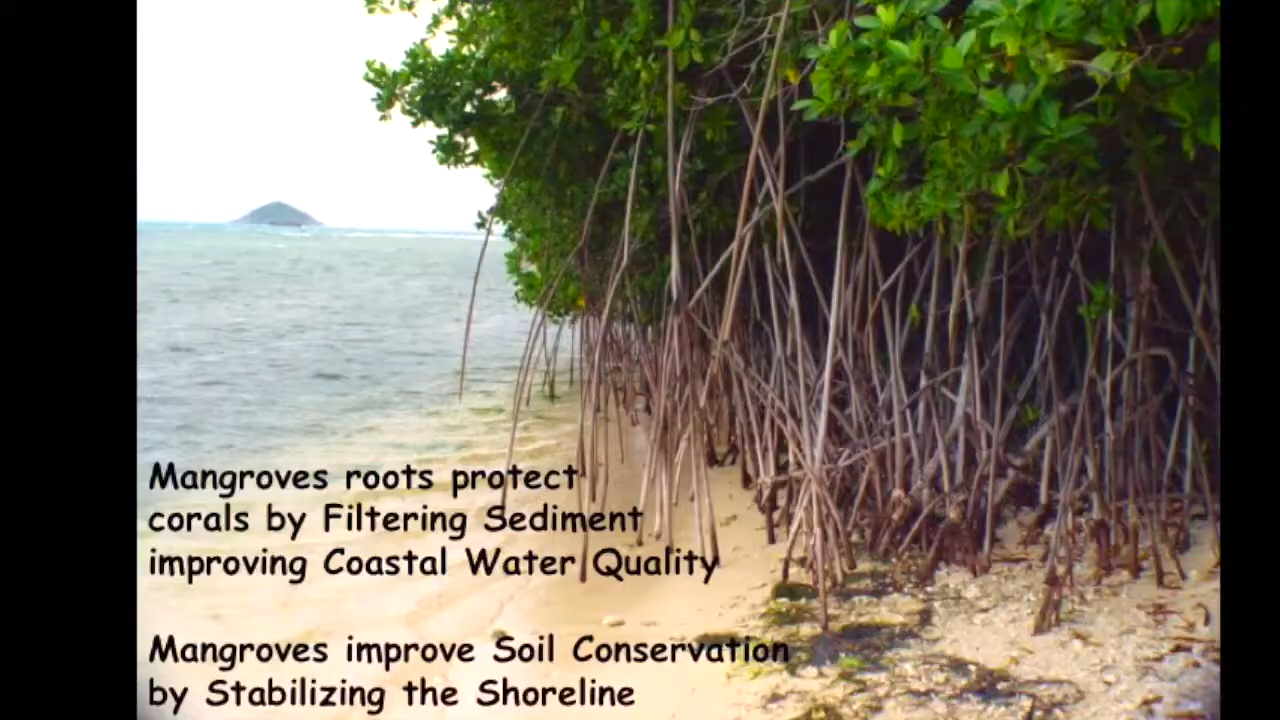 Mangroves roots protect
corals by Filtering Sediment
improving Coastal Water Quality
Mangroves improve Soil Conservation
by Stabilizing the Shoreline